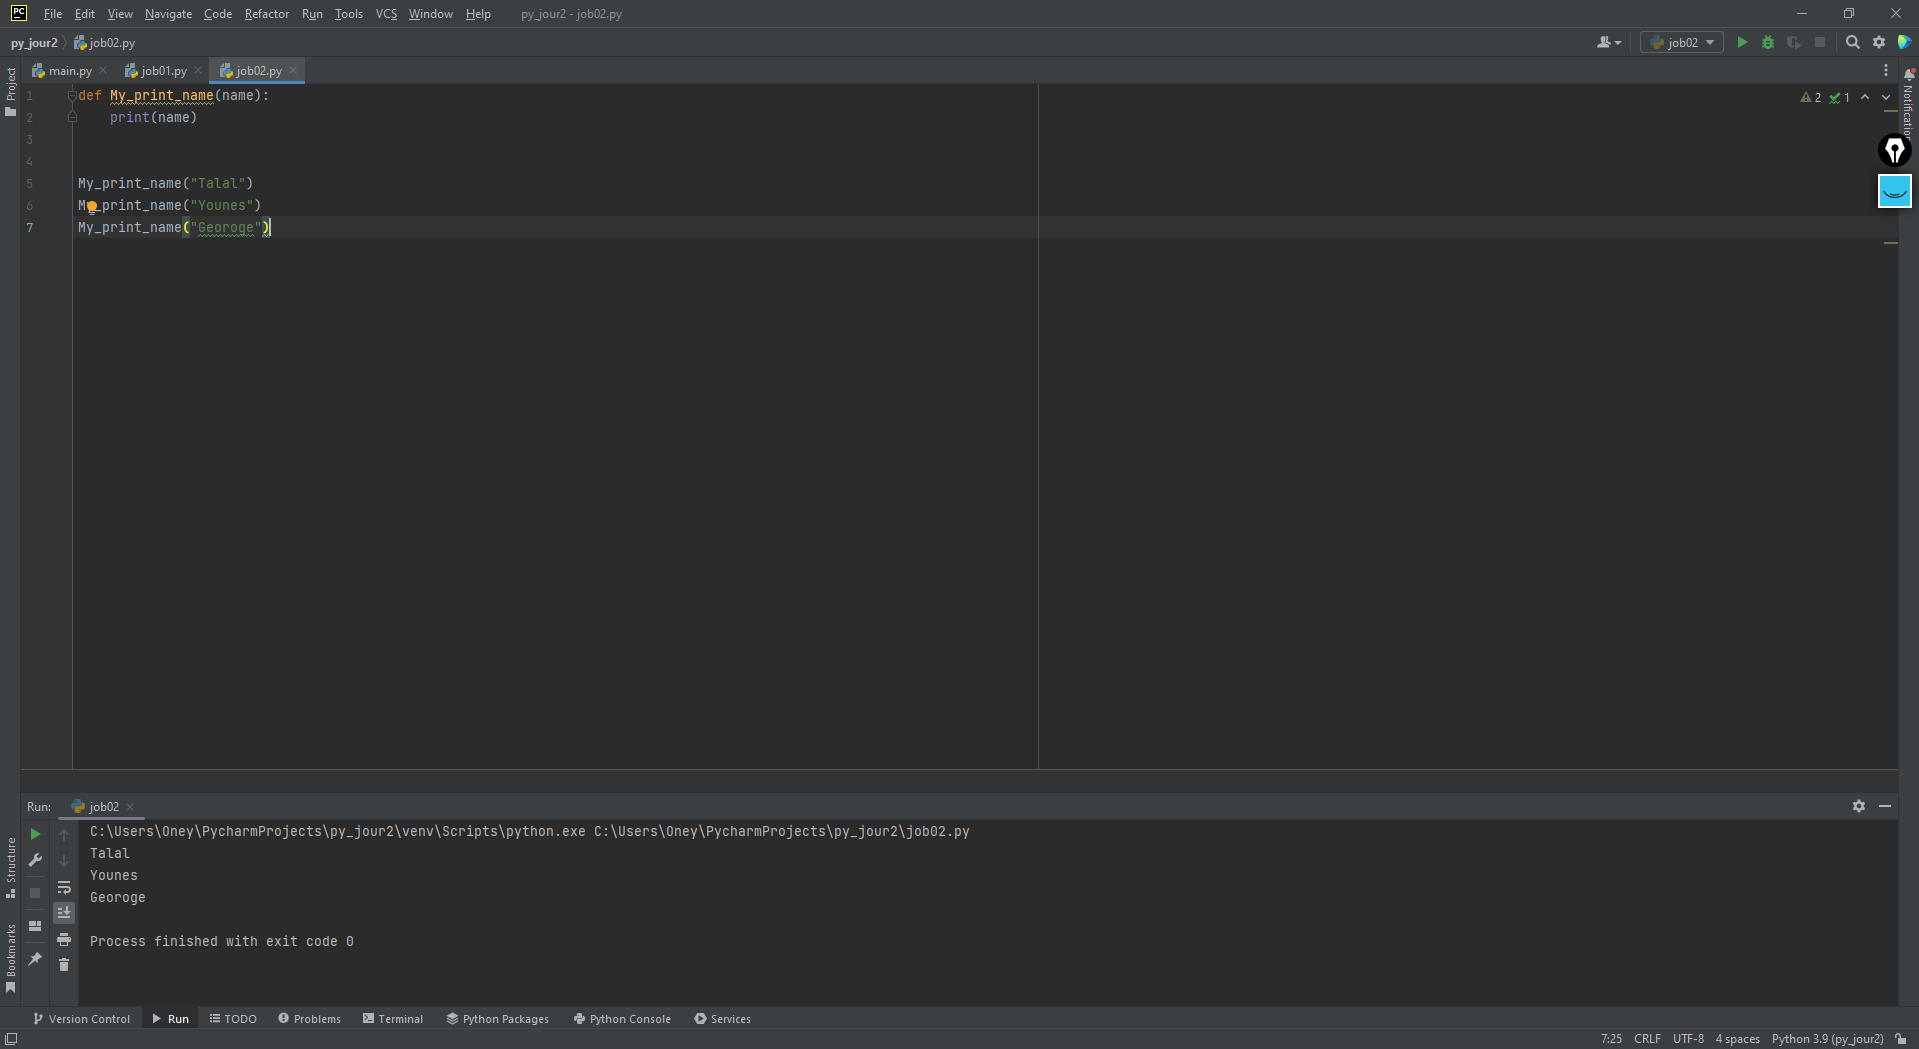 PC File Edit View Navigate Code Refactor Run Tools VCS Window Help py_jour2 - job02.py
py_jour2 job02.py job02
Project main.py job01.py job02.py
Notifications
1 def My_print_name(name): 2 1
2 print(name)
3
4
5 My_print_name("Talal")
6 My_print_name("Younes")
7 My_print_name("Georoge")
Run: job02
C:\Users\Oney\PycharmProjects\py_jour2\venv\Scripts\python.exe C:\Users\Oney\PycharmProjects\py_jour2\job02.py
Talal
Younes
Georoge
Process finished with exit code 0
Structure
Bookmarks
Version Control Run TODO Problems Terminal Python Packages Python Console Services
7:25 CRLF UTF-8 4 spaces Python 3.9 (py_jour2)